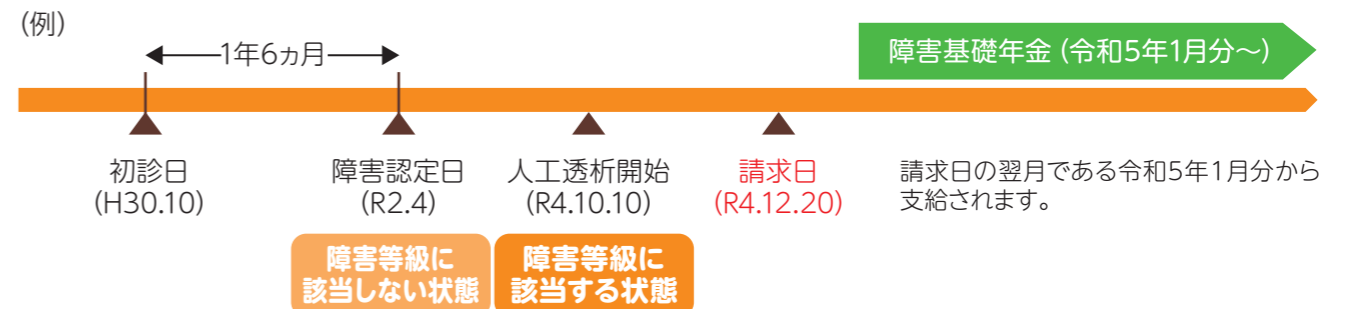 (例)
1年6ヵ月
障害基礎年金 (令和5年1月分～)
初診日
(H30.10)
障害認定日
(R2.4)
人工透析開始
(R4.10.10)
請求日
(R4.12.20)
請求日の翌月である令和5年1月分から
支給されます。
障害等級に
該当しない状態
障害等級に
該当する状態